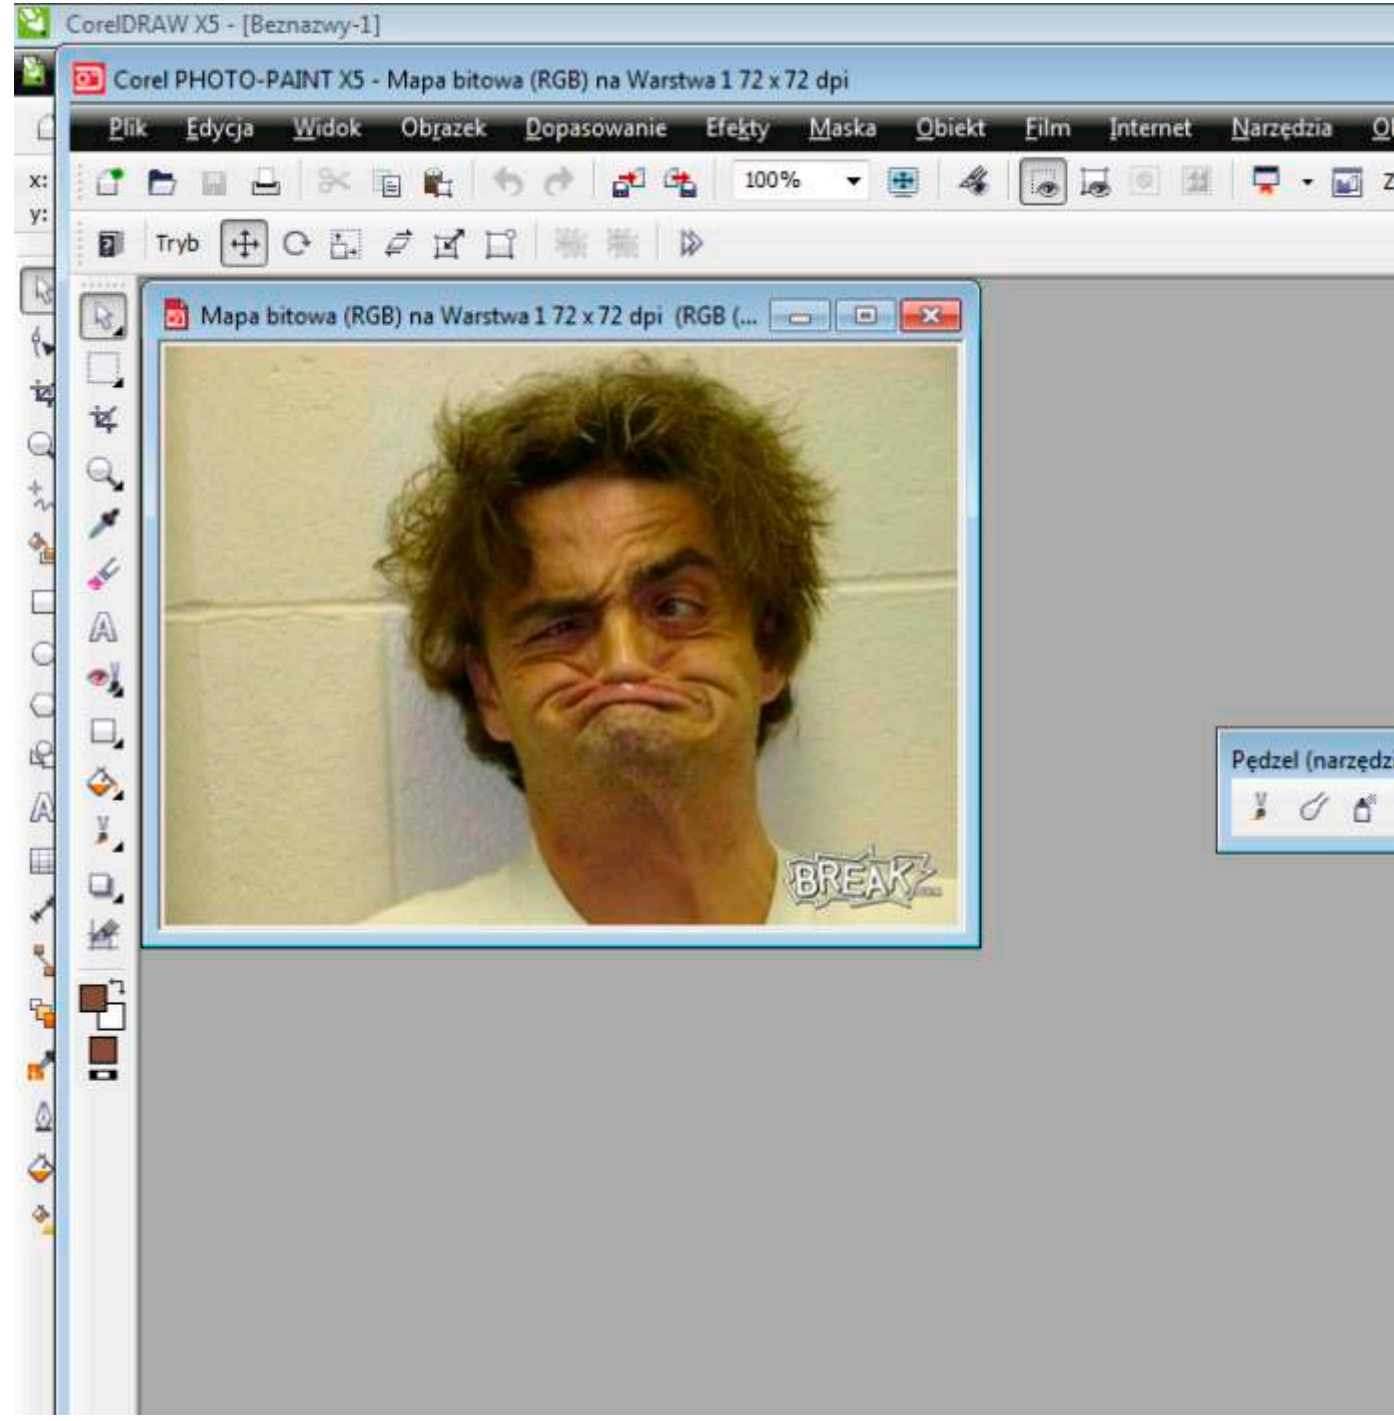 CorelDRAW X5 - [Beznazwy-1]
Corel PHOTO-PAINT X5 - Mapa bitowa (RGB) na Warstwa 1 72 x 72 dpi
Plik Edycja Widok Obrazek Dopasowanie Efekty Maska Obiekt Film Internet Narzędzia
x:
100%
Z
y:
Tryb
Mapa bitowa (RGB) na Warstwa 1 72 x 72 dpi (RGB (...
Pędzel (narzędzi
BREAK